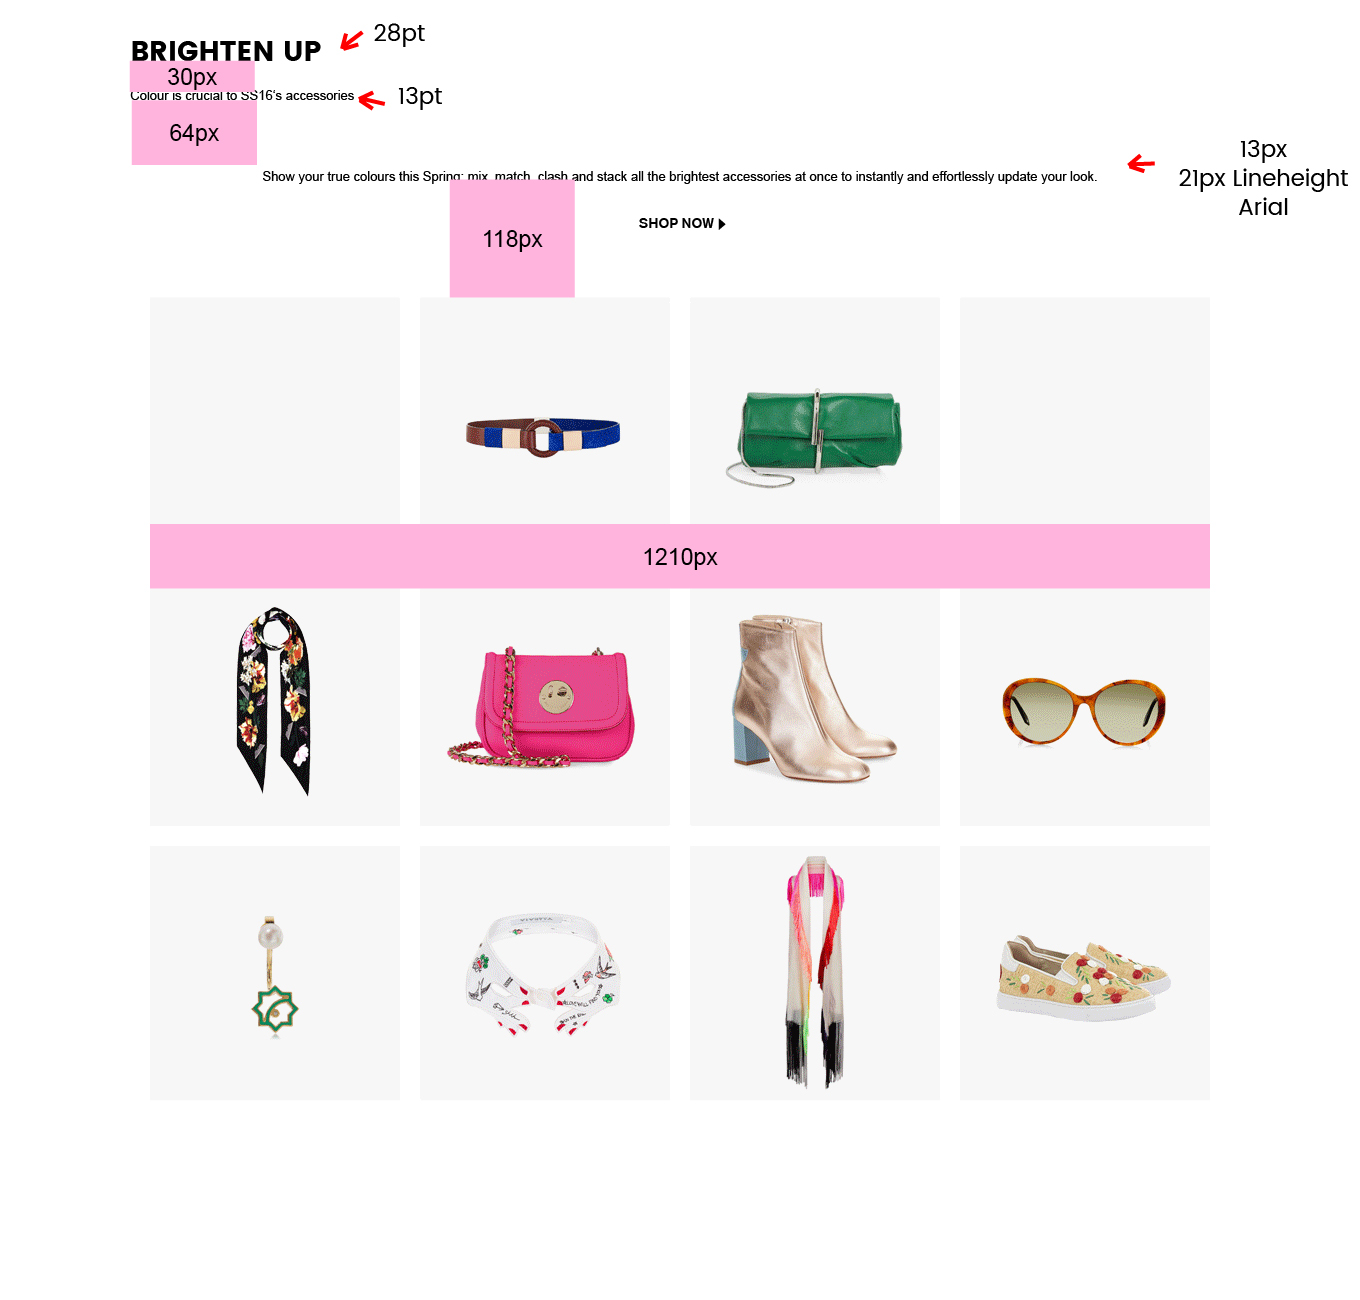 BRIGHTEN UP
28pt
30px
Colour is crucial to SS16's accessories
13pt
64px
13px
21px Lineheight
Arial
Show your true colours this Spring: mix, match, clash and stack all the brightest accessories at once to instantly and effortlessly update your look.
SHOP NOW
118px
1210px